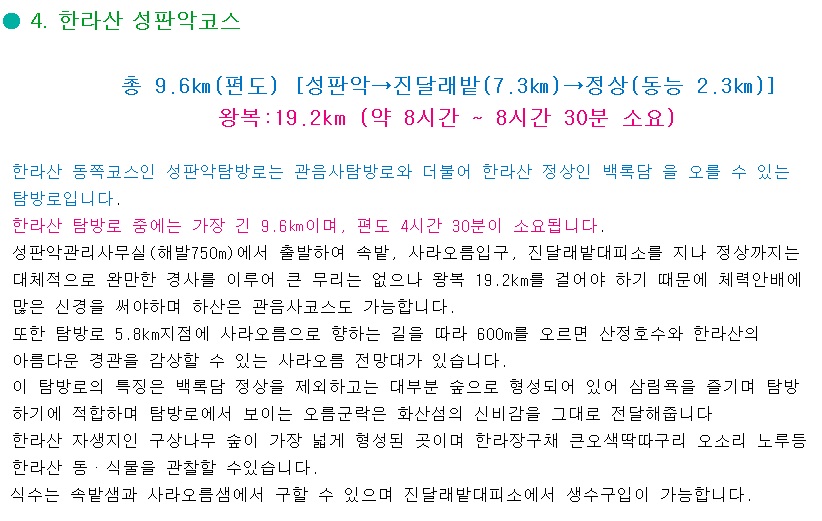 ● 4. 한라산 성판악코스
총 9.6km(편도) [성판악→진달래밭(7.3km)→정상(동능 2.3km)]
왕복:19.2km (약 8시간 ~ 8시간 30분 소요)
한라산 동쪽코스인 성판악탐방로는 관음사탐방로와 더불어 한라산 정상인 백록담 을 오를 수 있는
탐방로입니다.
한라산 탐방로 중에는 가장 긴 9.6km이며, 편도 4시간 30분이 소요됩니다.
성판악관리사무실(해발750m)에서 출발하여 속밭, 사라오름입구, 진달래밭대피소를 지나 정상까지는
대체적으로 완만한 경사를 이루어 큰 무리는 없으나 왕복 19.2km를 걸어야 하기 때문에 체력안배에
많은 신경을 써야하며 하산은 관음사코스도 가능합니다.
또한 탐방로 5.8km지점에 사라오름으로 향하는 길을 따라 600m를 오르면 산정호수와 한라산의
아름다운 경관을 감상할 수 있는 사라오름 전망대가 있습니다.
이 탐방로의 특징은 백록담 정상을 제외하고는 대부분 숲으로 형성되어 있어 삼림욕을 즐기며 탐방
하기에 적합하며 탐방로에서 보이는 오름군락은 화산섬의 신비감을 그대로 전달해줍니다
한라산 자생지인 구상나무 숲이 가장 넓게 형성된 곳이며 한라장구채 큰오색딱따구리 오소리 노루등
한라산 동·식물을 관찰할 수있습니다.
식수는 속밭샘과 사라오름샘에서 구할 수 있으며 진달래밭대피소에서 생수구입이 가능합니다.